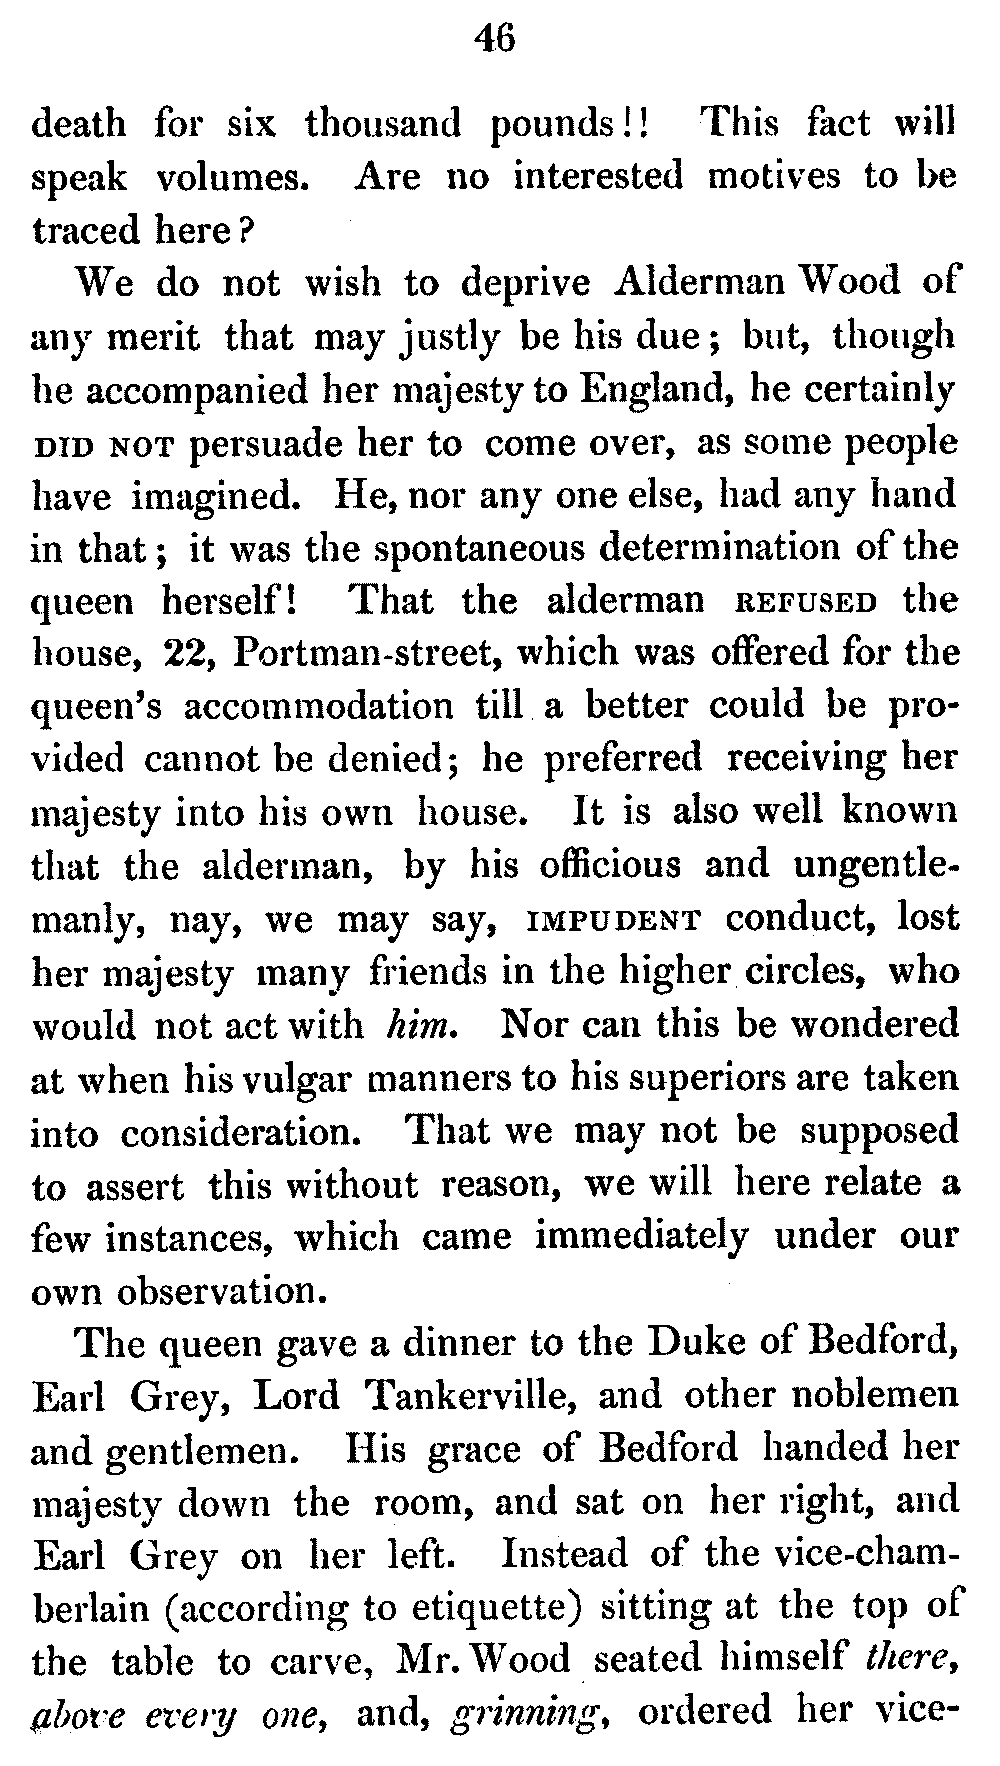 46
death for six thousand pounds!! This fact will
speak volumes. Are no interested motives to be
traced here?
We do not wish to deprive Alderman Wood of
any merit that may justly be his due; but, though
he accompanied her majesty to England, he certainly
DID NOT persuade her to come over, as some people
have imagined. He, nor any one else, had any hand
in that; it was the spontaneous determination of the
queen herself! That the alderman REFUSED the
house, 22, Portman-street, which was offered for the
queen's accommodation till a better could be pro-
vided cannot be denied; he preferred receiving her
majesty into his own house. It is also well known
that the alderman, by his officious and ungentle-
manly, nay, we may say, IMPUDENT conduct, lost
her majesty many friends in the higher circles, who
would not act with him. Nor can this be wondered
at when his vulgar manners to his superiors are taken
into consideration. That we may not be supposed
to assert this without reason, we will here relate a
few instances, which came immediately under our
own observation.
The queen gave a dinner to the Duke of Bedford,
Earl Grey, Lord Tankerville, and other noblemen
and gentlemen. His grace of Bedford handed her
majesty down the room, and sat on her right, and
Earl Grey on her left. Instead of the vice-cham-
berlain (according to etiquette) sitting at the top of
the table to carve, Mr. Wood seated himself there,
above every one, and, grinning, ordered her vice-